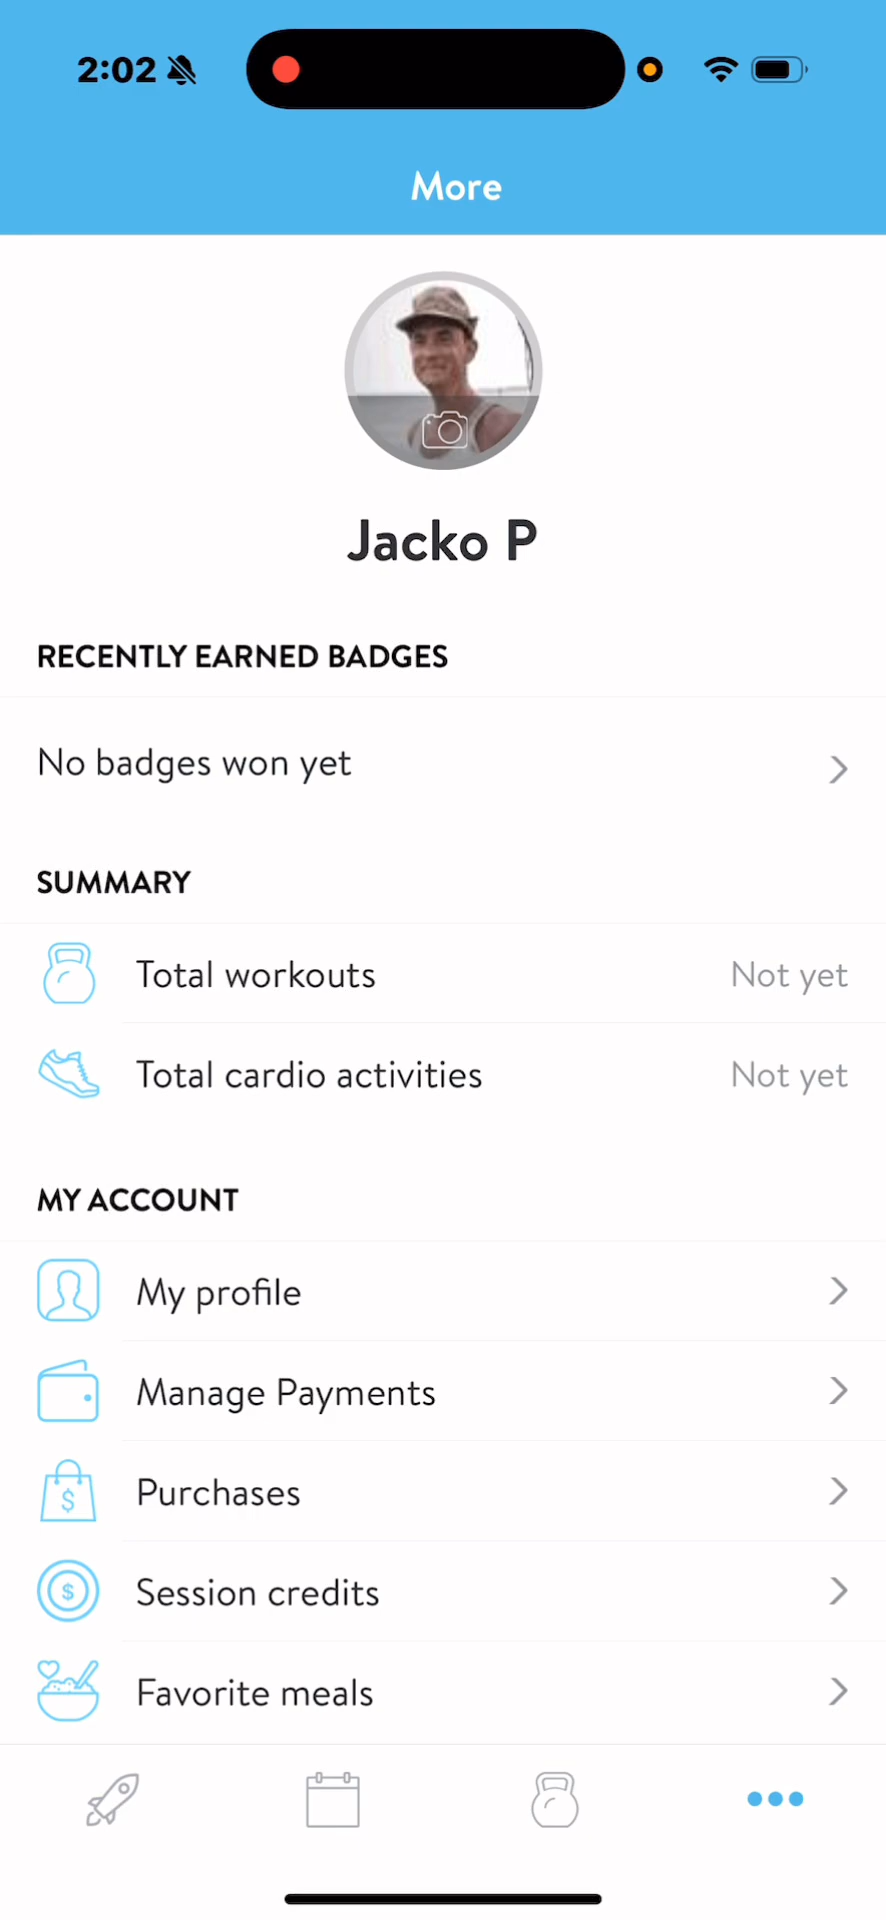 2:02
More
Jacko P
RECENTLY EARNED BADGES
No badges won yet
SUMMARY
Total workouts Not yet
Total cardio activities Not yet
MY ACCOUNT
My profile
Manage Payments
Purchases
$
Session credits
$
Favorite meals